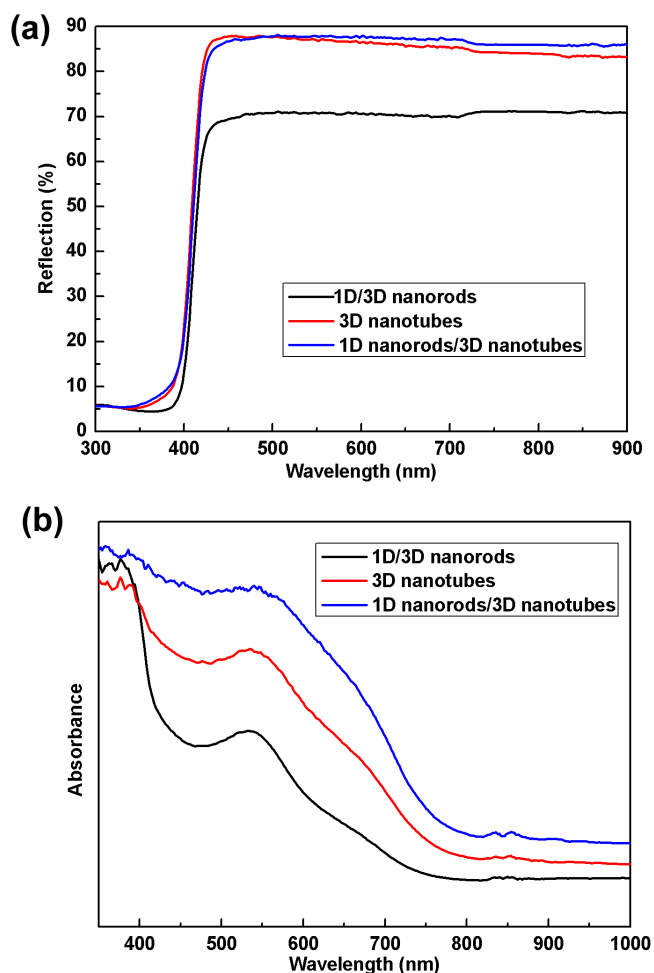 (a)
90
80
70
60
50
40
30
20
10
0
Reflection (%)
1D/3D nanorods
3D nanotubes
1D nanorods/3D nanotubes
300 400 500 600 700 800 900
Wavelength (nm)
(b)
Absorbance
1D/3D nanorods
3D nanotubes
1D nanorods/3D nanotubes
400 500 600 700 800 900 1000
Wavelength (nm)